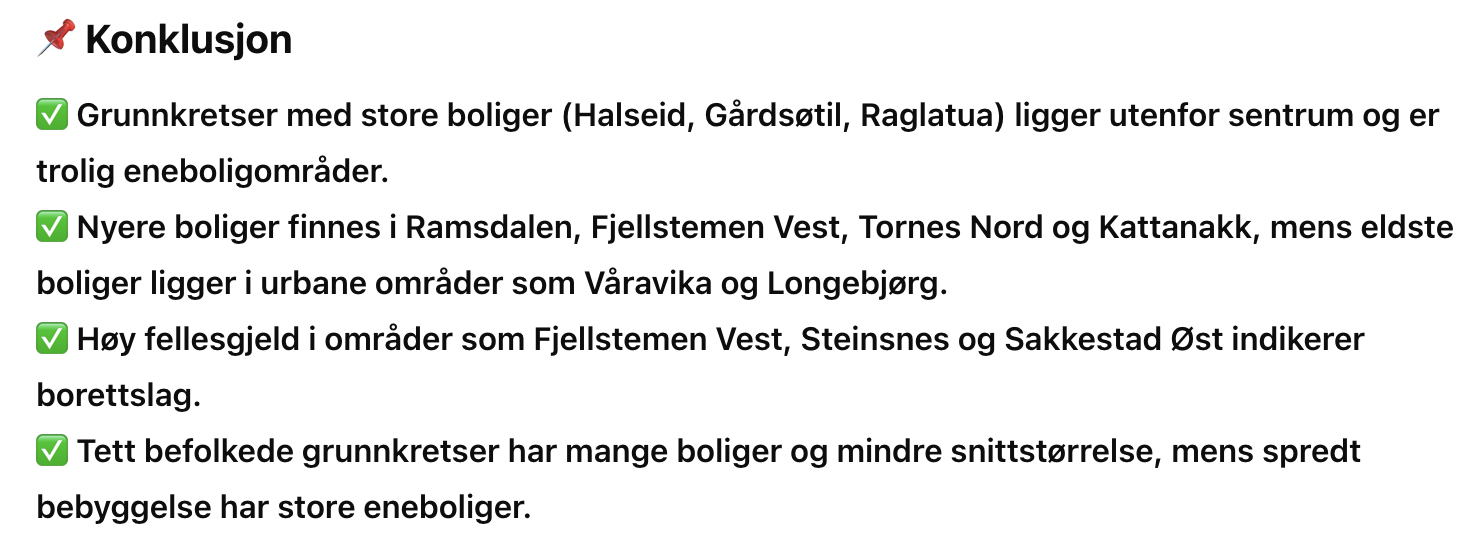 📌 Konklusjon
✅ Grunnkretser med store boliger (Halseid, Gårdsøtil, Raglatua) ligger utenfor sentrum og er
trolig eneboligområder.
✅ Nyere boliger finnes i Ramsdalen, Fjellstemen Vest, Tornes Nord og Kattanakk, mens eldste
boliger ligger i urbane områder som Våravika og Longebjørg.
✅ Høy fellesgjeld i områder som Fjellstemen Vest, Steinsnes og Sakkestad Øst indikerer
borettslag.
✅ Tett befolkede grunnkretser har mange boliger og mindre snittstørrelse, mens spredt
bebyggelse har store eneboliger.